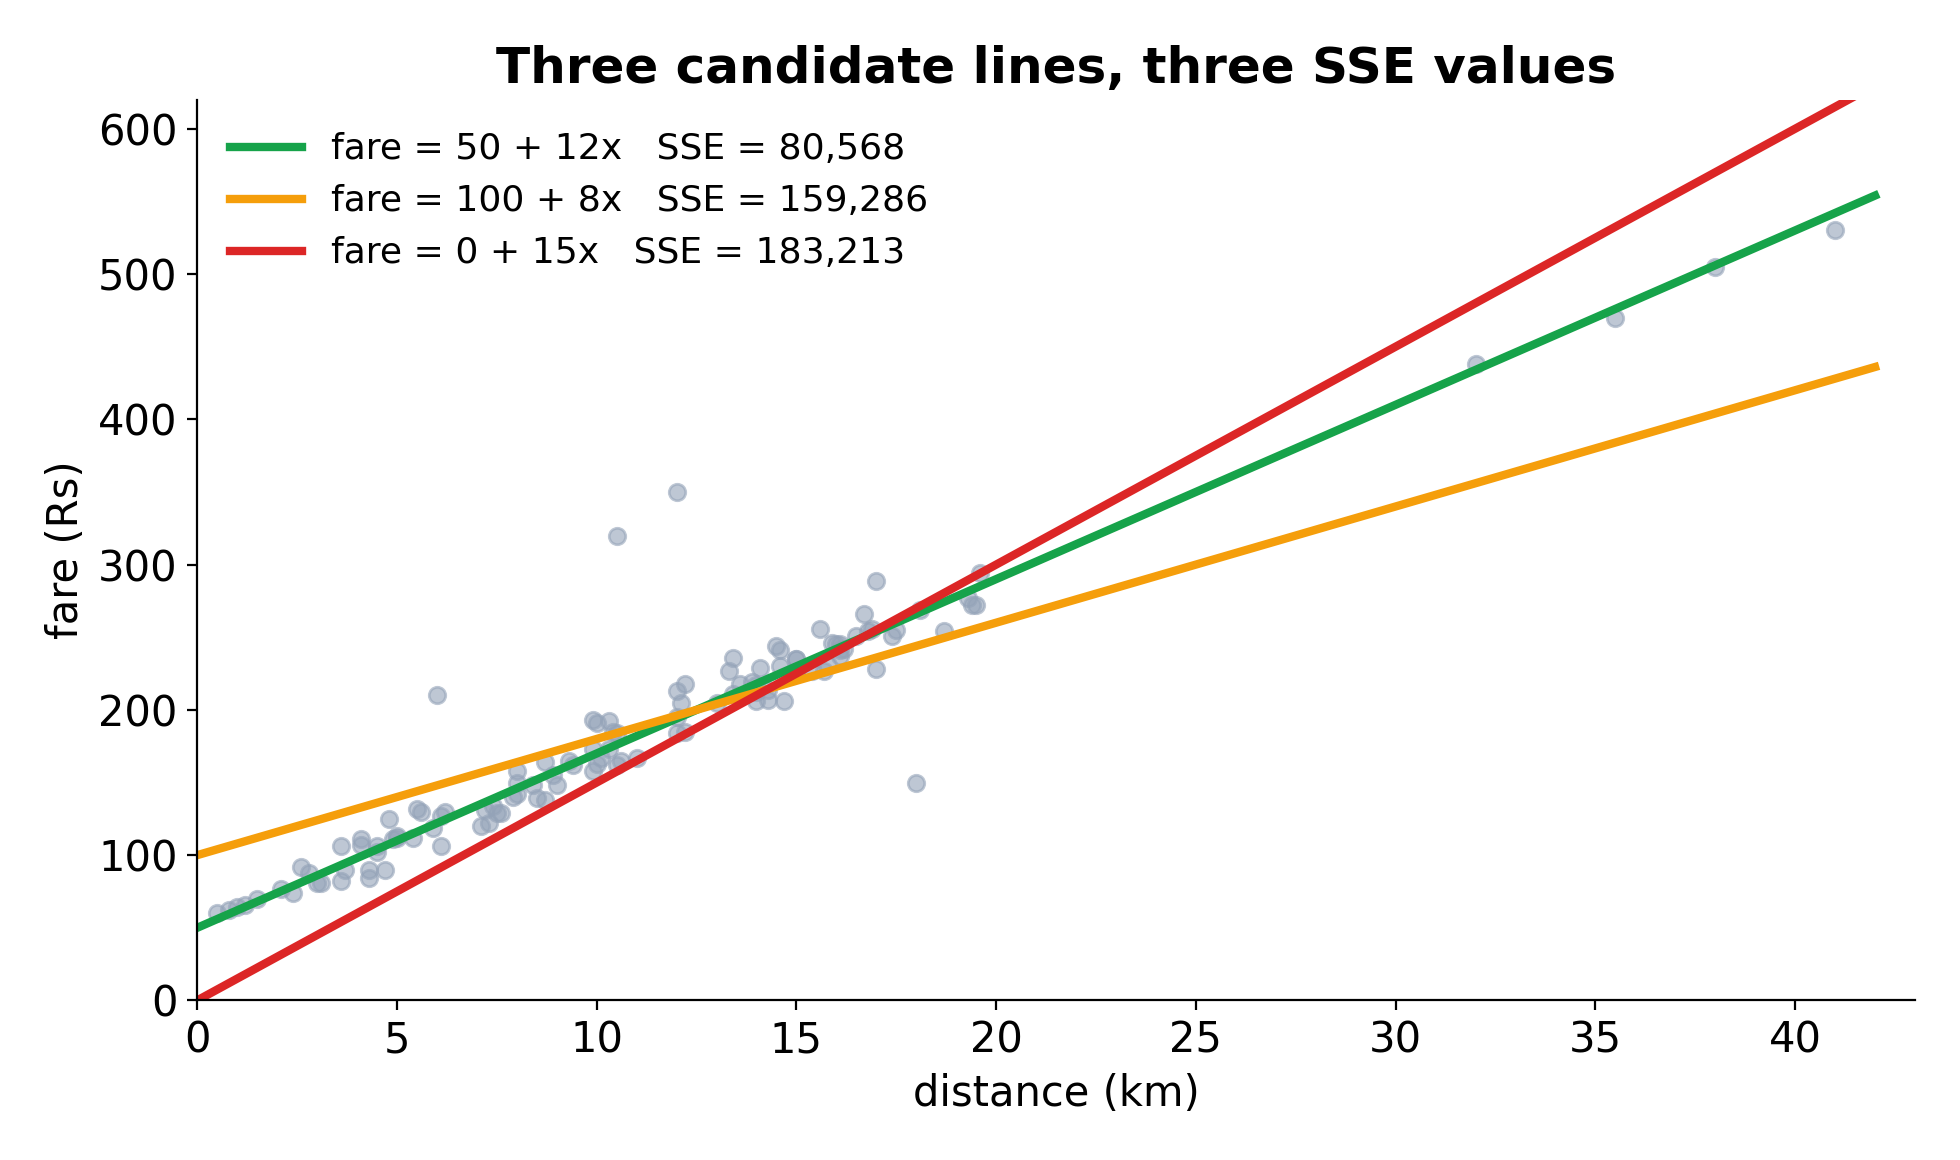 Three candidate lines, three SSE values
fare = 50 + 12x   SSE = 80,568
fare = 100 + 8x   SSE = 159,286
fare = 0 + 15x   SSE = 183,213
600
500
400
300
200
100
0
fare (Rs)
0 5 10 15 20 25 30 35 40
distance (km)